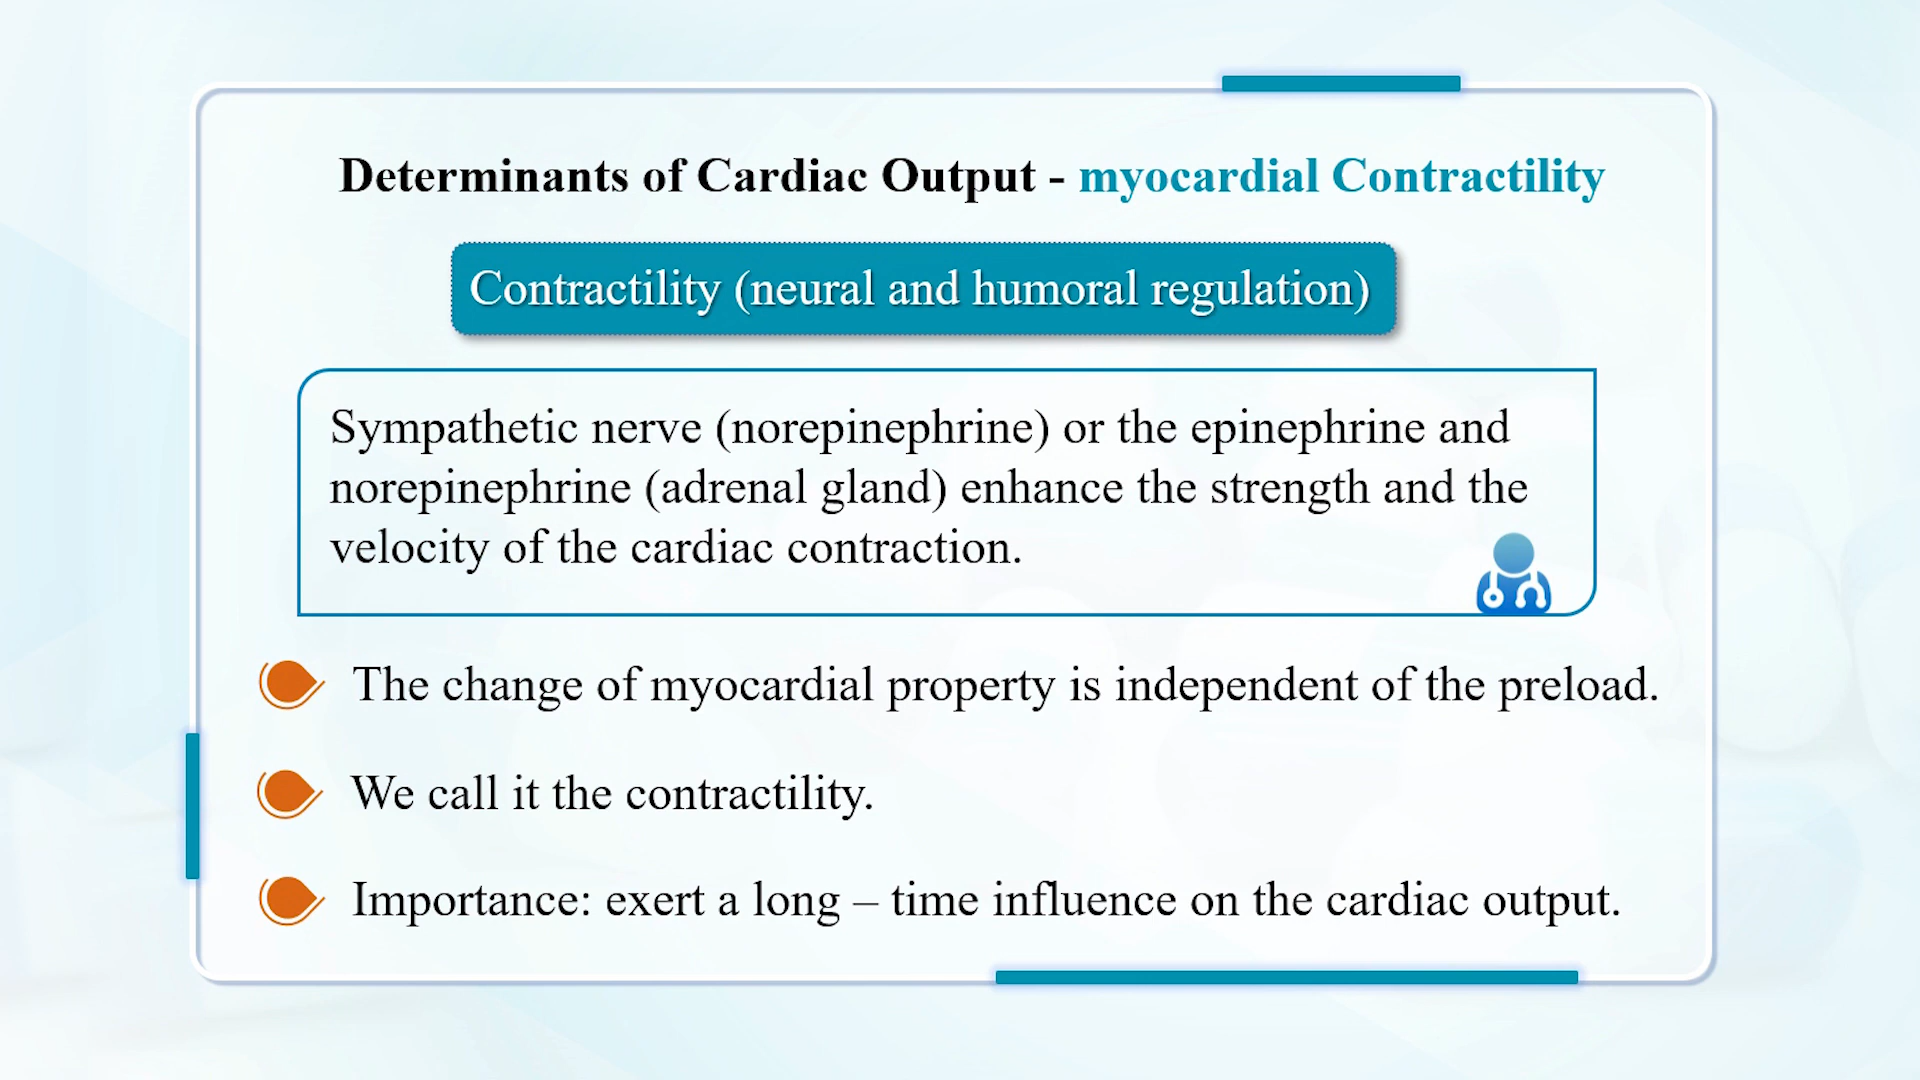 Determinants of Cardiac Output - myocardial Contractility
Contractility (neural and humoral regulation)
Sympathetic nerve (norepinephrine) or the epinephrine and
norepinephrine (adrenal gland) enhance the strength and the
velocity of the cardiac contraction.
The change of myocardial property is independent of the preload.
We call it the contractility.
Importance: exert a long – time influence on the cardiac output.